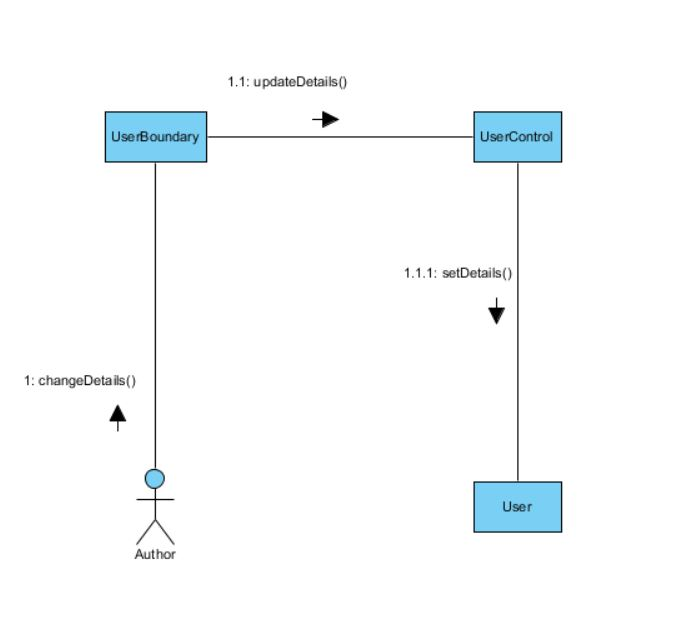 1.1: updateDetails()
UserBoundary
UserControl
1.1.1: setDetails()
1: changeDetails()
User
Author